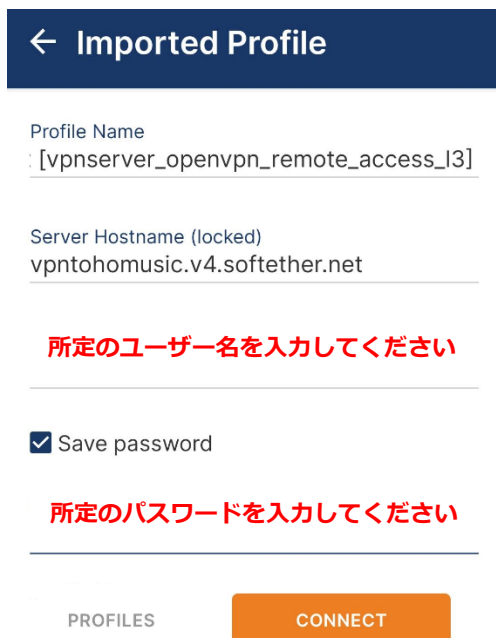 ← Imported Profile
Profile Name
: [vpnserver_openvpn_remote_access_l3]
Server Hostname (locked)
vpntohomusic.v4.softether.net
所定のユーザー名を入力してください
Save password
所定のパスワードを入力してください
PROFILES
CONNECT